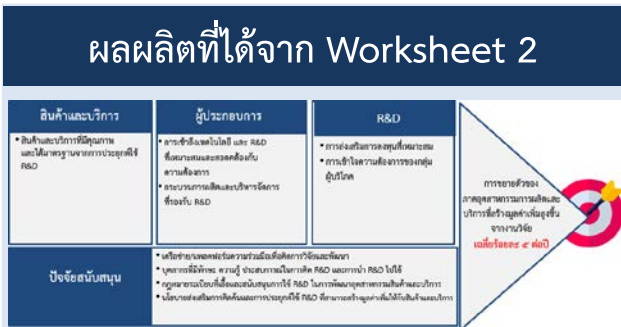 ผลผลิตที่ได้จาก Worksheet 2
สินค้าและบริการ
• สินค้าและบริการที่มีคุณภาพ
และได้มาตรฐานจากการประยุกต์ใช้
R&D
ผู้ประกอบการ
• การเข้าถึงเทคโนโลยี และ R&D
ที่เหมาะสมและสอดคล้องกับ
ความต้องการ
• กระบวนการผลิตและบริหารจัดการ
ที่รองรับ R&D
R&D
• การส่งเสริมการลงทุนที่เหมาะสม
• การเข้าใจความต้องการของกลุ่ม
ผู้บริโภค
การขยายตัวของ
ภาคอุตสาหกรรมการผลิตและ
บริการที่สร้างมูลค่าเพิ่มสูงขึ้น
จากงานวิจัย
เฉลี่ยร้อยละ ๕ ต่อปี
ปัจจัยสนับสนุน
• เครือข่าย/แพลตฟอร์มความร่วมมือเพื่อคิดการวิจัยและพัฒนา
• บุคลากรที่มีทักษะ ความรู้ ประสบการณ์ในการคิด R&D และการนำ R&D ไปใช้
• กฎหมายระเบียบที่เอื้อและสนับสนุนการใช้ R&D ในการพัฒนาอุตสาหกรรมสินค้าและบริการ
• นโยบายส่งเสริมการคิดค้นและการประยุกต์ใช้ R&D ที่สามารถสร้างมูลค่าเพิ่มให้กับสินค้าและบริการ